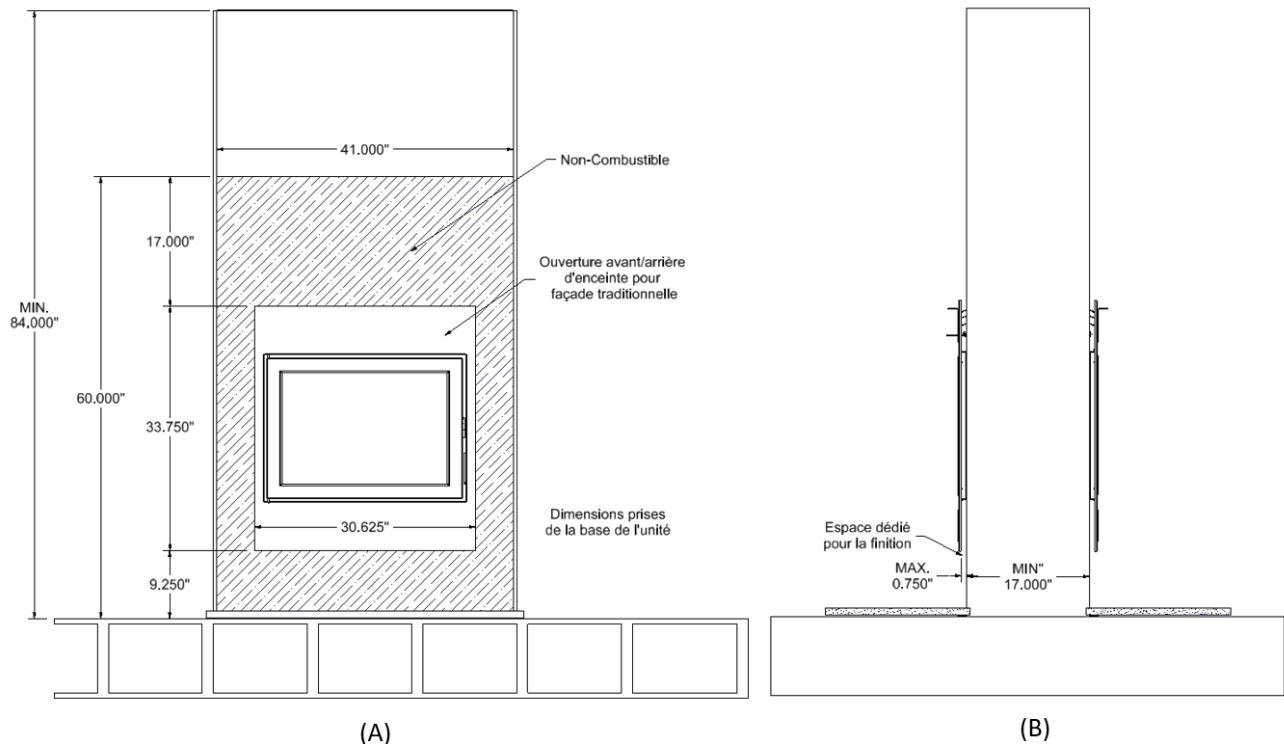 41.000"
Non-Combustible
17.000"
Ouverture avant/arrière
d'enceinte pour
façade traditionnelle
MIN.
84.000"
60.000"
33.750"
30.625"
Dimensions prises
de la base de l'unité
9.250"
(A)
Espace dédié
pour la finition
MAX.
0.750"
MIN"
17.000"
(B)